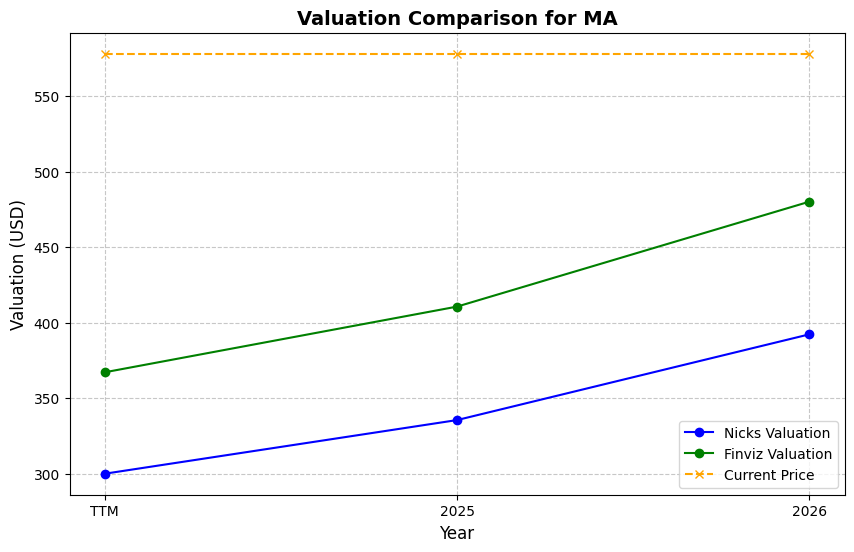 Valuation Comparison for MA
Valuation (USD)
550
500
450
400
350
300
TTM
2025
2026
Year
Nicks Valuation
Finviz Valuation
Current Price